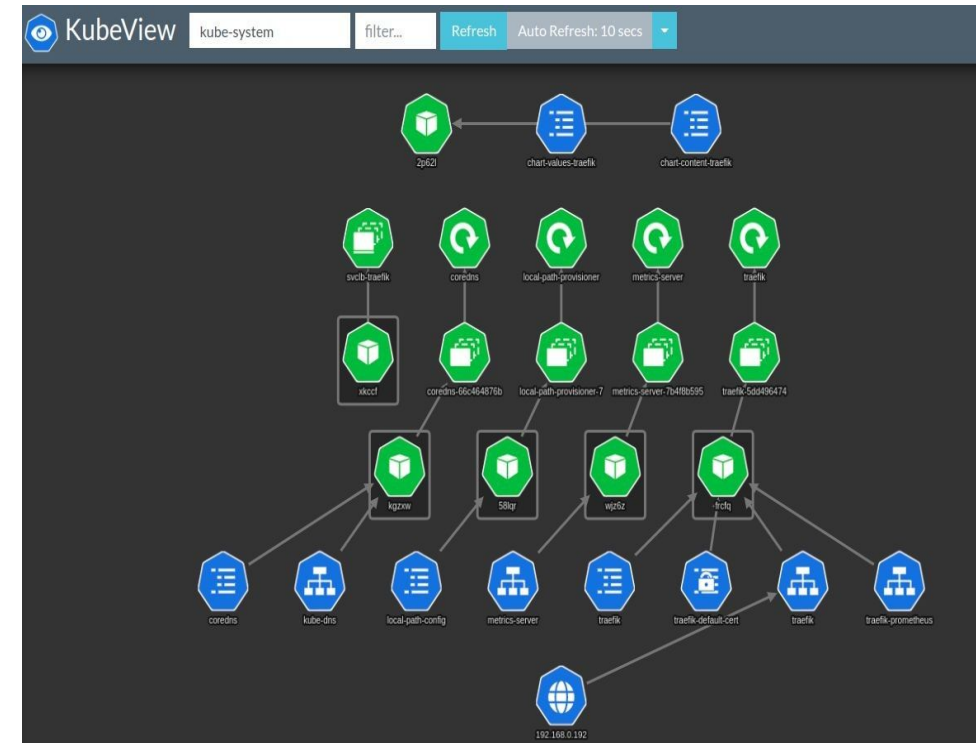 KubeView kube-system filter... Refresh Auto Refresh: 10 secs
2p62l chart-values-traefik chart-content-traefik
svclb-traefik coredns local-path-provisioner metrics-server traefik
xkccf coredns-66c464876b local-path-provisioner-7 metrics-server-7b4f8b595 traefik-5dd496474
kgzxw 58lqr wjz6z -frcfq
coredns kube-dns local-path-config metrics-server traefik traefik-default-cert traefik traefik-prometheus
192.168.0.192